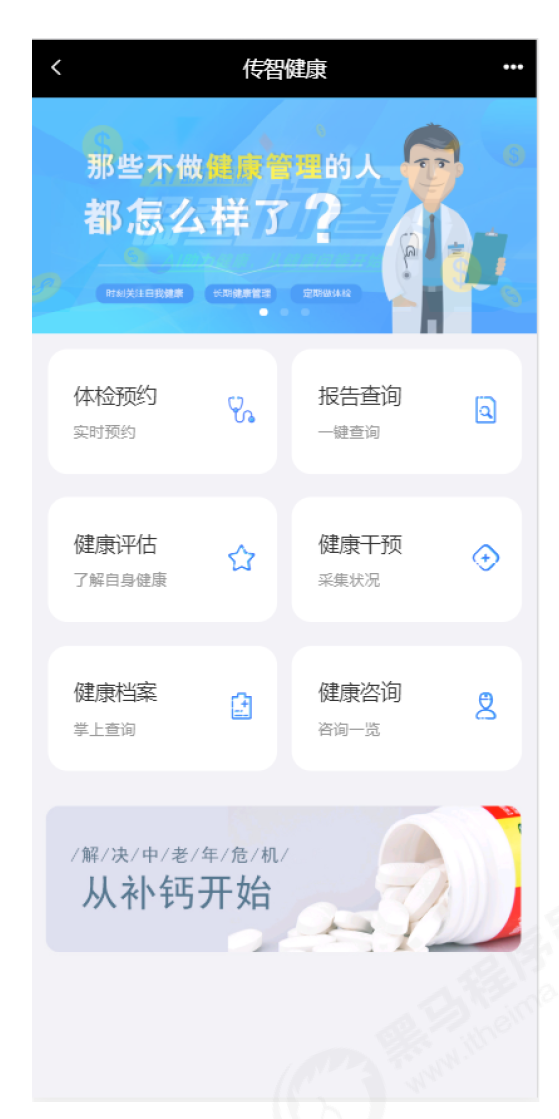 传智健康
那些不做健康管理的人
都怎么样了?
时刻关注自我健康 长期健康管理 定期做体检
体检预约
实时预约
报告查询
一键查询
健康评估
了解自身健康
健康干预
采集状况
健康档案
掌上查询
健康咨询
咨询一览
/解/决/中/老/年/危/机/
从补钙开始
黑马程序
www.itheima